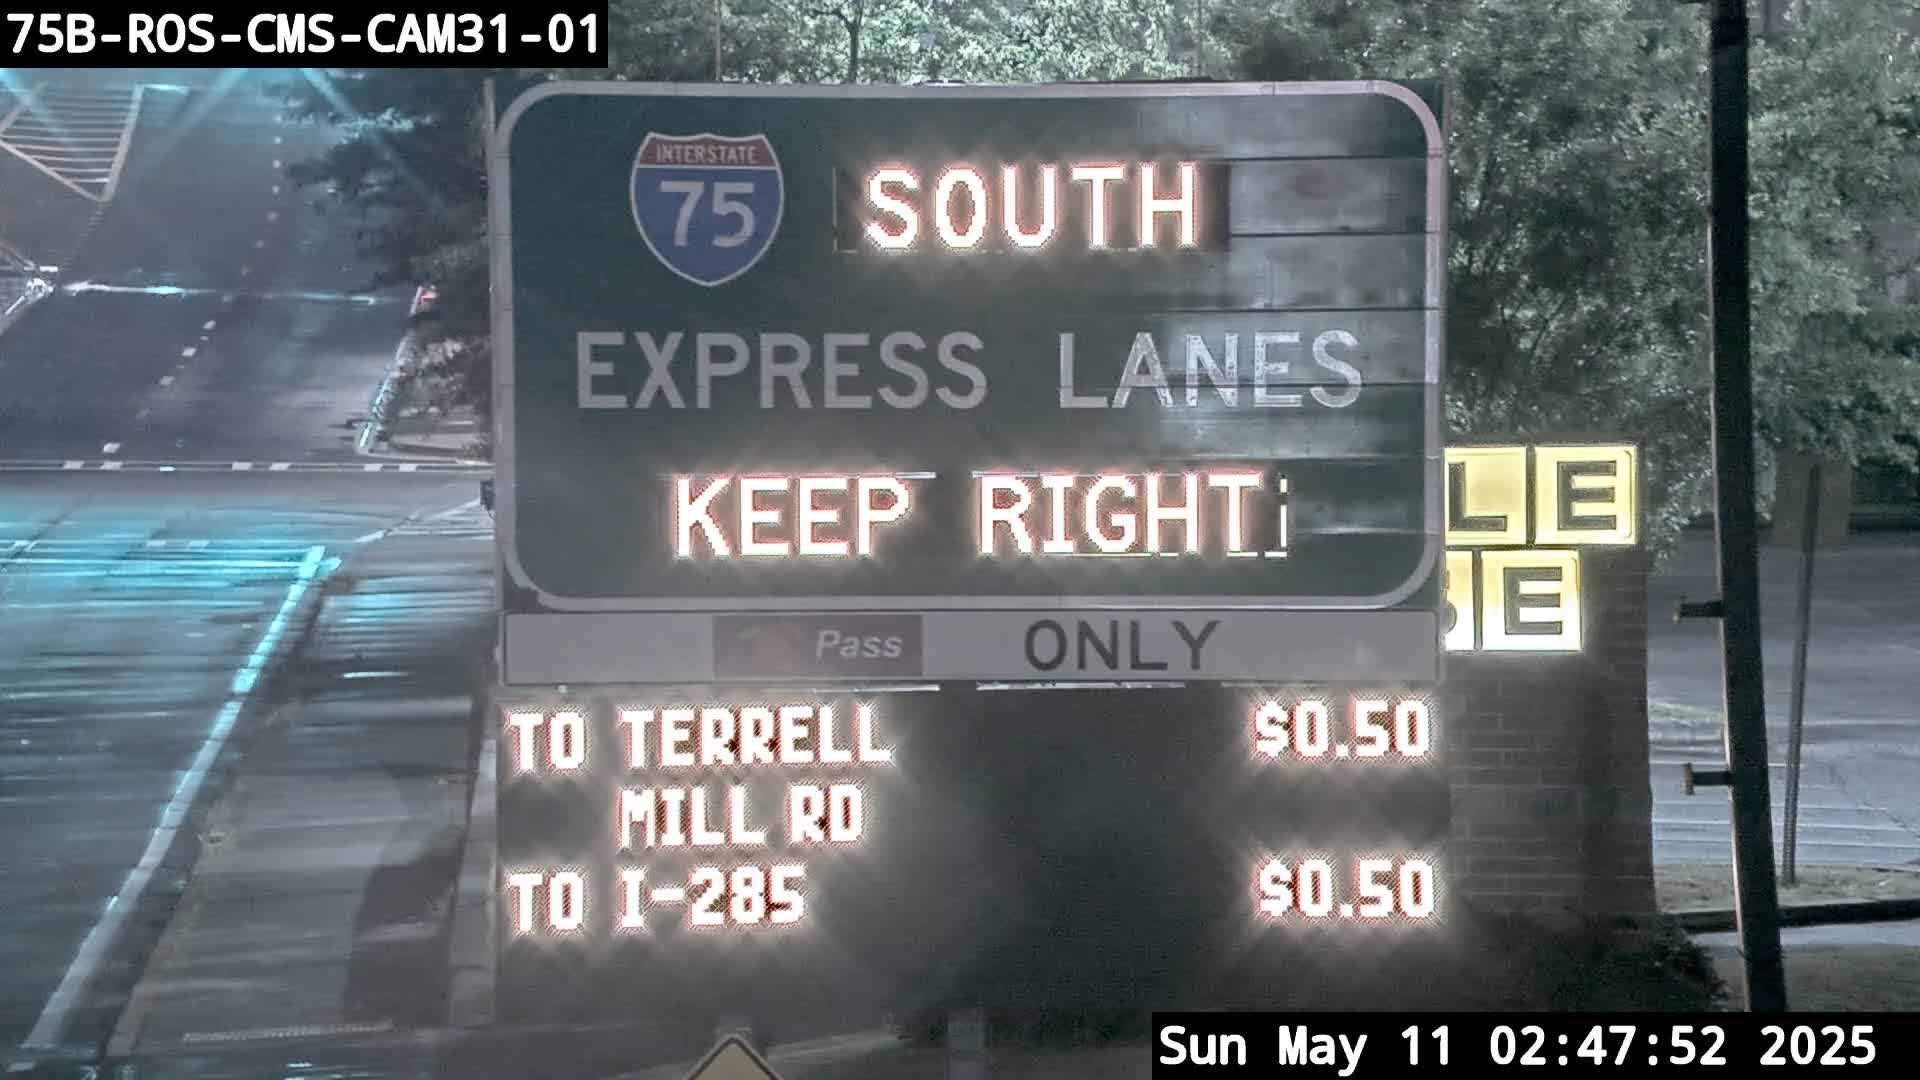 75B-ROS-CMS-CAM31-01
INTERSTATE
75
SOUTH
EXPRESS LANES
KEEP RIGHT
Pass ONLY
LE
E
TO TERRELL $0.50
MILL RD
TO I-285 $0.50
Sun May 11 02:47:52 2025